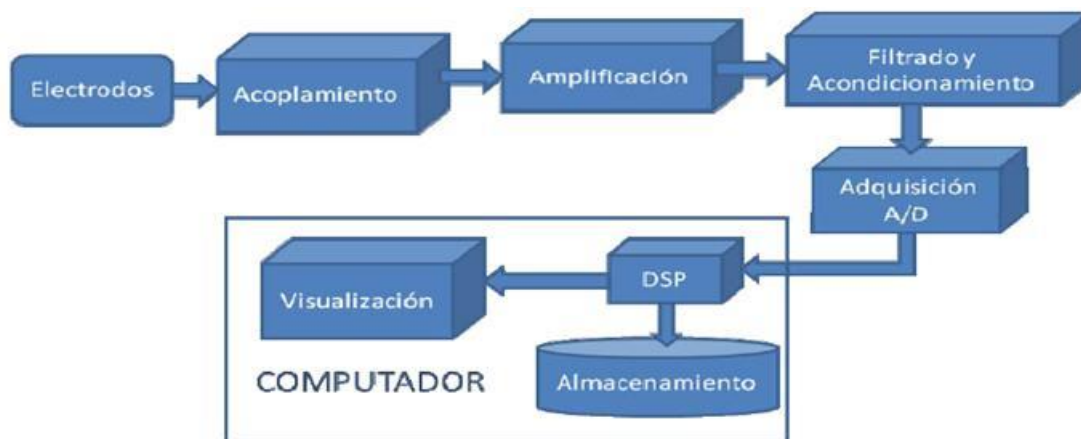 Electrodos
Acoplamiento
Amplificación
Filtrado y
Acondicionamiento
Adquisición
A/D
DSP
Visualización
Almacenamiento
COMPUTADOR